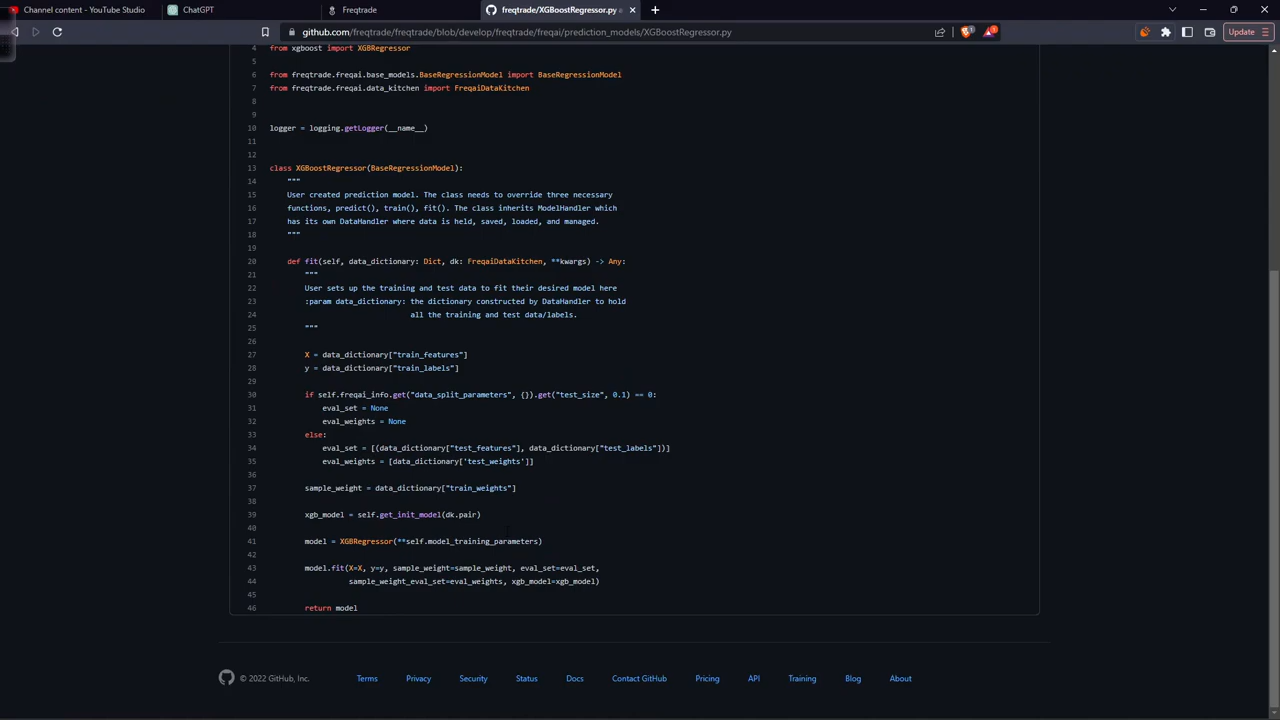 Channel content - YouTube Studio
ChatGPT
Freqtrade
freqtrade/XGBoostRegressor.py
github.com/freqtrade/freqtrade/blob/develop/freqtrade/freqai/prediction_models/XGBoostRegressor.py
Update
4 from xgboost import XGBRegressor
5
6 from freqtrade.freqai.base_models.BaseRegressionModel import BaseRegressionModel
7 from freqtrade.freqai.data_kitchen import FreqaiDataKitchen
8
9
10 logger = logging.getLogger(__name__)
11
12
13 class XGBoostRegressor(BaseRegressionModel):
14 """
15 User created prediction model. The class needs to override three necessary
16 functions, predict(), train(), fit(). The class inherits ModelHandler which
17 has its own DataHandler where data is held, saved, loaded, and managed.
18 """
19
20 def fit(self, data_dictionary: Dict, dk: FreqaiDataKitchen, **kwargs) -> Any:
21 """
22 User sets up the training and test data to fit their desired model here
23 :param data_dictionary: the dictionary constructed by DataHandler to hold
24 all the training and test data/labels.
25 """
26
27 X = data_dictionary["train_features"]
28 y = data_dictionary["train_labels"]
29
30 if self.freqai_info.get("data_split_parameters", {}).get("test_size", 0.1) == 0:
31 eval_set = None
32 eval_weights = None
33 else:
34 eval_set = [(data_dictionary["test_features"], data_dictionary["test_labels"])]
35 eval_weights = [data_dictionary['test_weights']]
36
37 sample_weight = data_dictionary["train_weights"]
38
39 xgb_model = self.get_init_model(dk.pair)
40
41 model = XGBRegressor(**self.model_training_parameters)
42
43 model.fit(X=X, y=y, sample_weight=sample_weight, eval_set=eval_set,
44 sample_weight_eval_set=eval_weights, xgb_model=xgb_model)
45
46 return model
© 2022 GitHub, Inc. Terms Privacy Security Status Docs Contact GitHub Pricing API Training Blog About